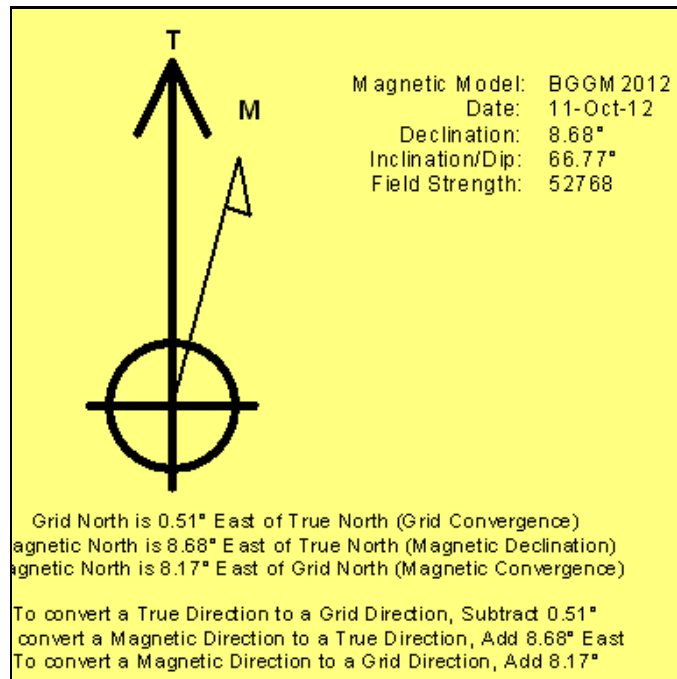 T
M
Magnetic Model: BGGM 2012
Date: 11-Oct-12
Declination: 8.68°
Inclination/Dip: 66.77°
Field Strength: 52768
Grid North is 0.51° East of True North (Grid Convergence)
agnetic North is 8.68° East of True North (Magnetic Declination)
agnetic North is 8.17° East of Grid North (Magnetic Convergence)
To convert a True Direction to a Grid Direction, Subtract 0.51°
convert a Magnetic Direction to a True Direction, Add 8.68° East
To convert a Magnetic Direction to a Grid Direction, Add 8.17°